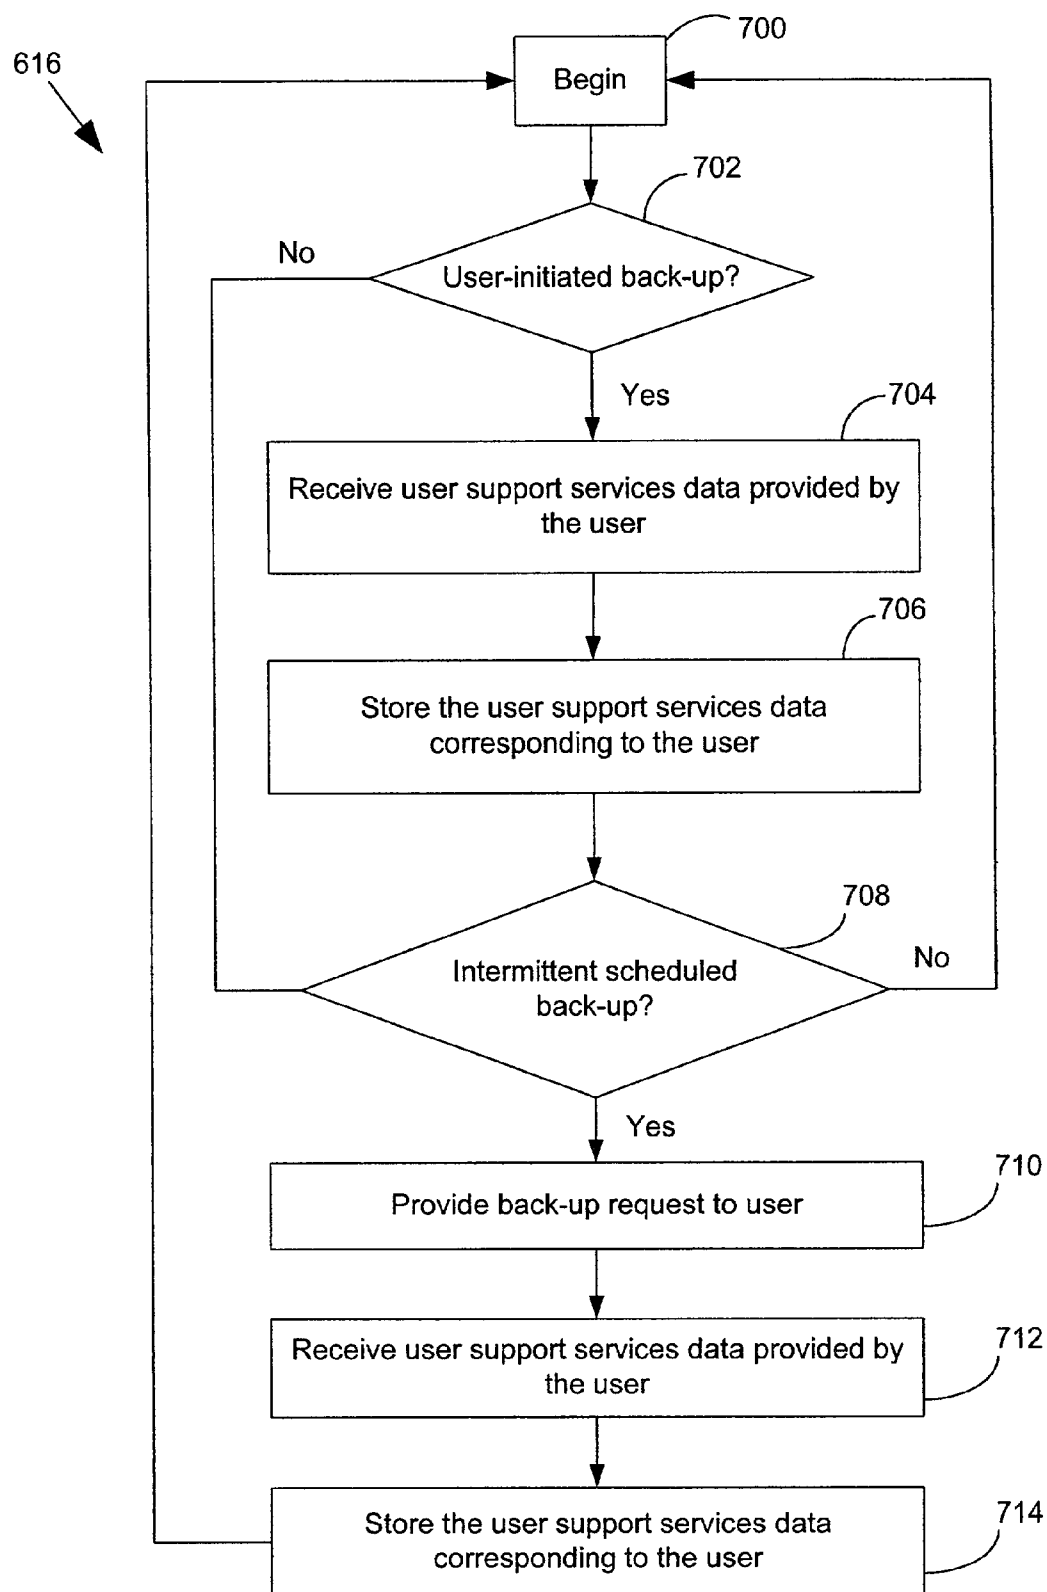 700
616
Begin
702
No
User-initiated back-up?
Yes
704
Receive user support services data provided by
the user
706
Store the user support services data
corresponding to the user
708
No
Intermittent scheduled
back-up?
Yes
710
Provide back-up request to user
712
Receive user support services data provided by
the user
714
Store the user support services data
corresponding to the user